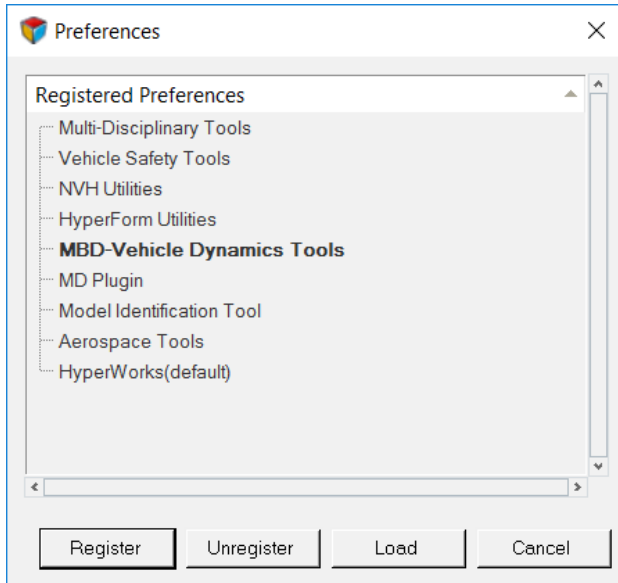 Preferences
Registered Preferences
Multi-Disciplinary Tools
Vehicle Safety Tools
NVH Utilities
HyperForm Utilities
MBD-Vehicle Dynamics Tools
MD Plugin
Model Identification Tool
Aerospace Tools
HyperWorks(default)
Register Unregister Load Cancel